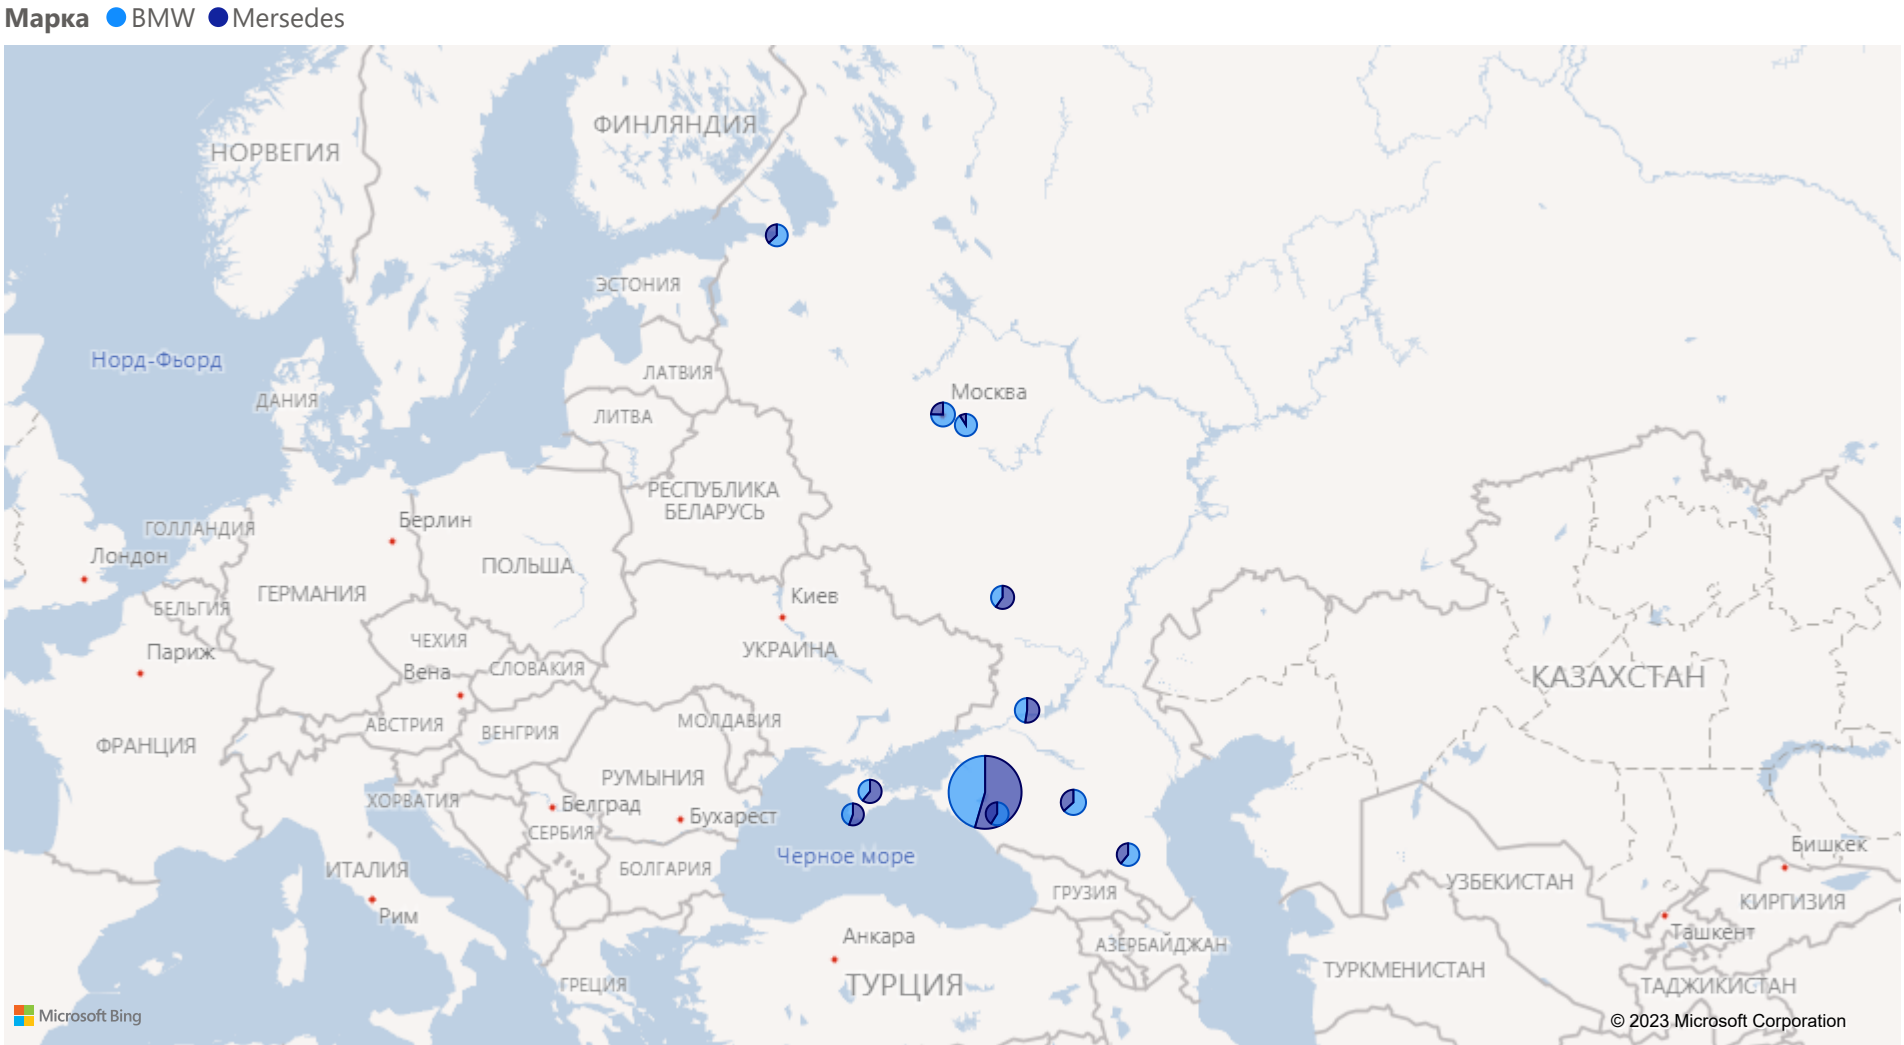 Марка BMW Mersedes
ФИНЛЯНДИЯ
НОРВЕГИЯ
ЭСТОНИЯ
Норд-Фьорд
ЛАТВИЯ
Москва
ДАНИЯ
ЛИТВА
РЕСПУБЛИКА
БЕЛАРУСЬ
ГОЛЛАНДИЯ
Берлин
Лондон
ПОЛЬША
ГЕРМАНИЯ
Киев
БЕЛЬГИЯ
ЧЕХИЯ
УКРАИНА
Париж
Вена
СЛОВАКИЯ
КАЗАХСТАН
АВСТРИЯ
МОЛДАВИЯ
ВЕНГРИЯ
ФРАНЦИЯ
РУМЫНИЯ
ХОРВАТИЯ
Белград
Бухарест
СЕРБИЯ
Черное море
Бишкек
ИТАЛИЯ
БОЛГАРИЯ
УЗБЕКИСТАН
ГРУЗИЯ
КИРГИЗИЯ
Рим
Анкара
Ташкент
АЗЕРБАЙДЖАН
ТУРКМЕНИСТАН
ГРЕЦИЯ
ТУРЦИЯ
ТАДЖИКИСТАН
Microsoft Bing
© 2023 Microsoft Corporation